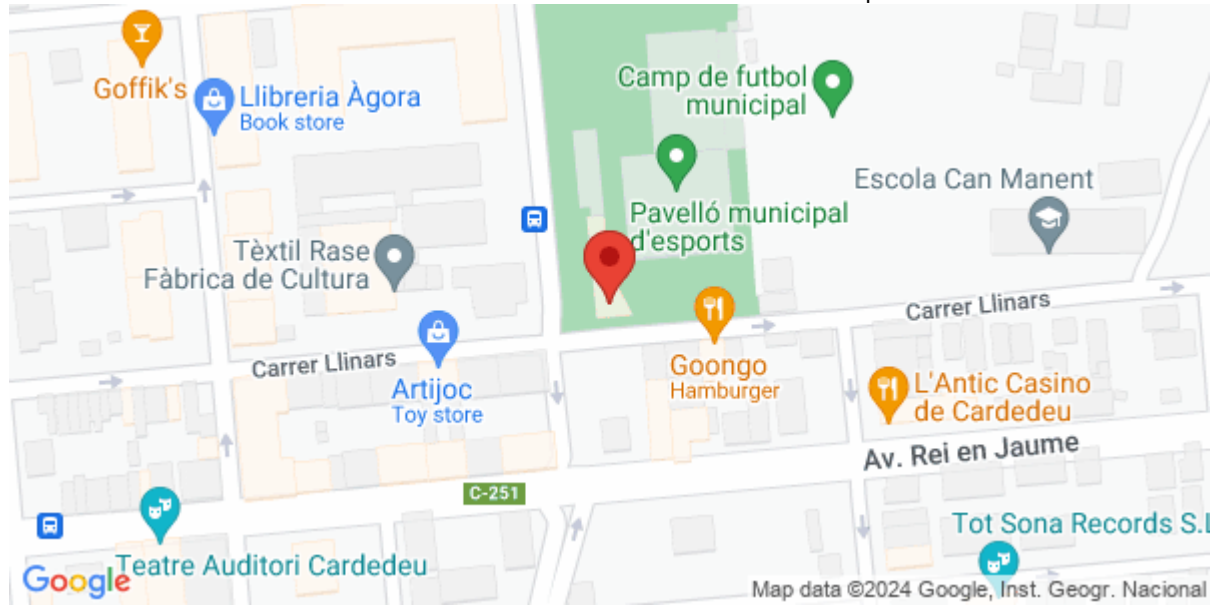 Goffik's
Llibreria Àgora
Book store
Camp de futbol
municipal
Escola Can Manent
Pavelló municipal
d'esports
Tèxtil Rase
Fàbrica de Cultura
Carrer Llinars
Carrer Llinars
Artijoc
Toy store
Goongo
Hamburger
L'Antic Casino
de Cardedeu
Av. Rei en Jaume
C-251
Tot Sona Records S.L
Teatre Auditori Cardedeu
Google
Map data ©2024 Google, Inst. Geogr. Nacional